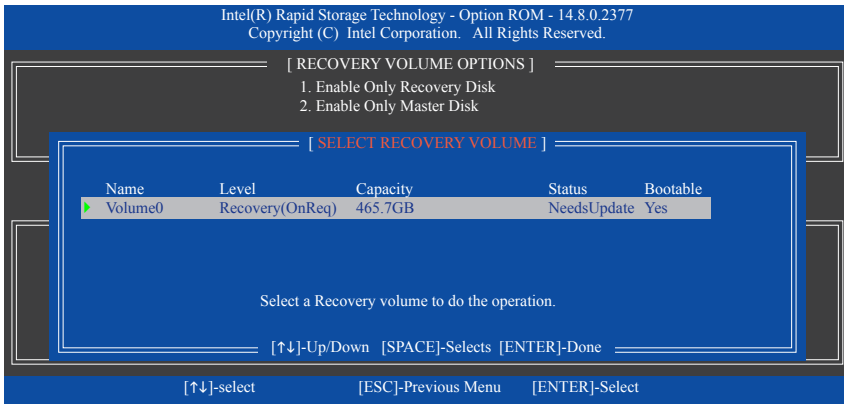 Intel(R) Rapid Storage Technology - Option ROM - 14.8.0.2377
Copyright (C) Intel Corporation. All Rights Reserved.
[ RECOVERY VOLUME OPTIONS ]
1. Enable Only Recovery Disk
2. Enable Only Master Disk
[ SELECT RECOVERY VOLUME ]
Name Level Capacity Status Bootable
Volume0 Recovery(OnReq) 465.7GB NeedsUpdate Yes
Select a Recovery volume to do the operation.
[↑↓]-Up/Down [SPACE]-Selects [ENTER]-Done
[↑↓]-select [ESC]-Previous Menu [ENTER]-Select